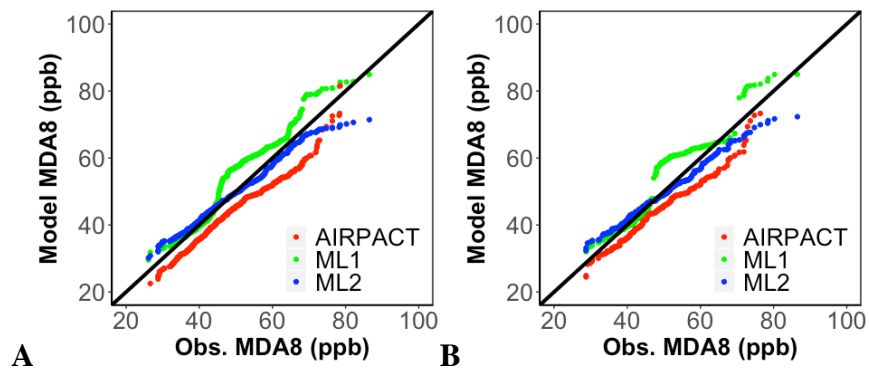 100
80
60
40
20
Model MDA8 (ppb)
AIRPACT
ML1
ML2
20 40 60 80 100
Obs. MDA8 (ppb)
A
100
80
60
40
20
Model MDA8 (ppb)
AIRPACT
ML1
ML2
20 40 60 80 100
Obs. MDA8 (ppb)
B